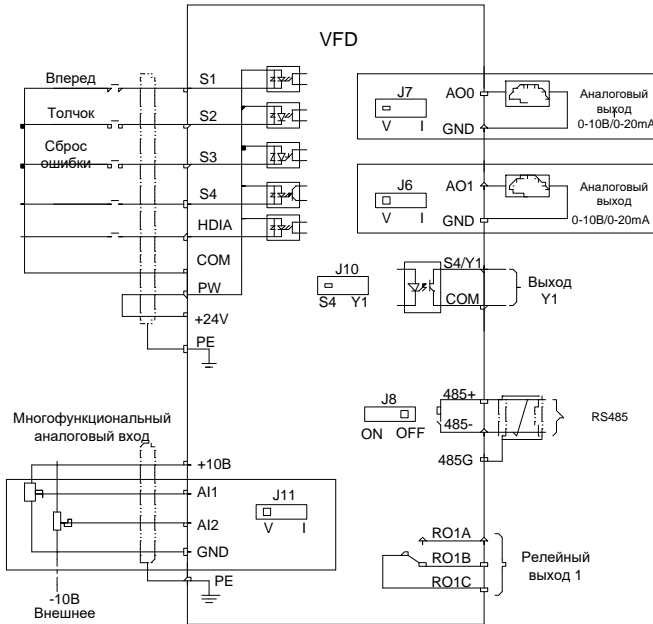 VFD
Вперед
S1
Толчок
S2
Сброс
ошибки
S3
S4
HDIA
COM
PW
+24V
PE
J7
V I
AO0
GND
Аналоговый
выход
0-10В/0-20mA
J6
V I
AO1
GND
Аналоговый
выход
0-10В/0-20mA
J10
S4 Y1
S4/Y1
COM
Выход
Y1
J8
ON OFF
485+
485-
485G
RS485
Многофункциональный
аналоговый вход
+10В
AI1
AI2
GND
PE
J11
V I
-10В
Внешнее
RO1A
RO1B
RO1C
Релейный
выход 1